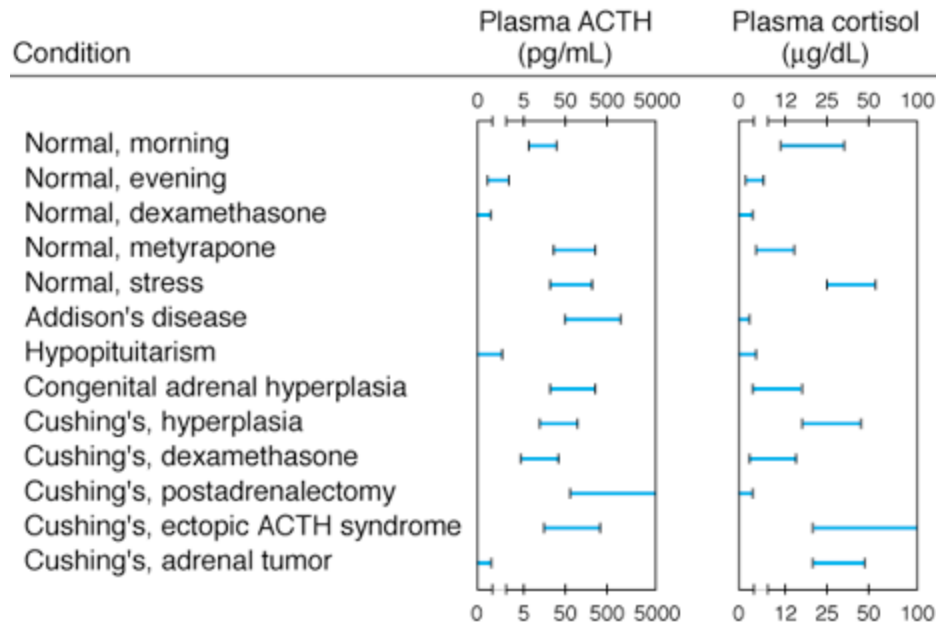 Condition
Plasma ACTH
(pg/mL)
Plasma cortisol
(μg/dL)
0 5 50 500 5000
0 12 25 50 100
Normal, morning
Normal, evening
Normal, dexamethasone
Normal, metyrapone
Normal, stress
Addison's disease
Hypopituitarism
Congenital adrenal hyperplasia
Cushing's, hyperplasia
Cushing's, dexamethasone
Cushing's, postadrenalectomy
Cushing's, ectopic ACTH syndrome
Cushing's, adrenal tumor
0 5 50 500 5000
0 12 25 50 100